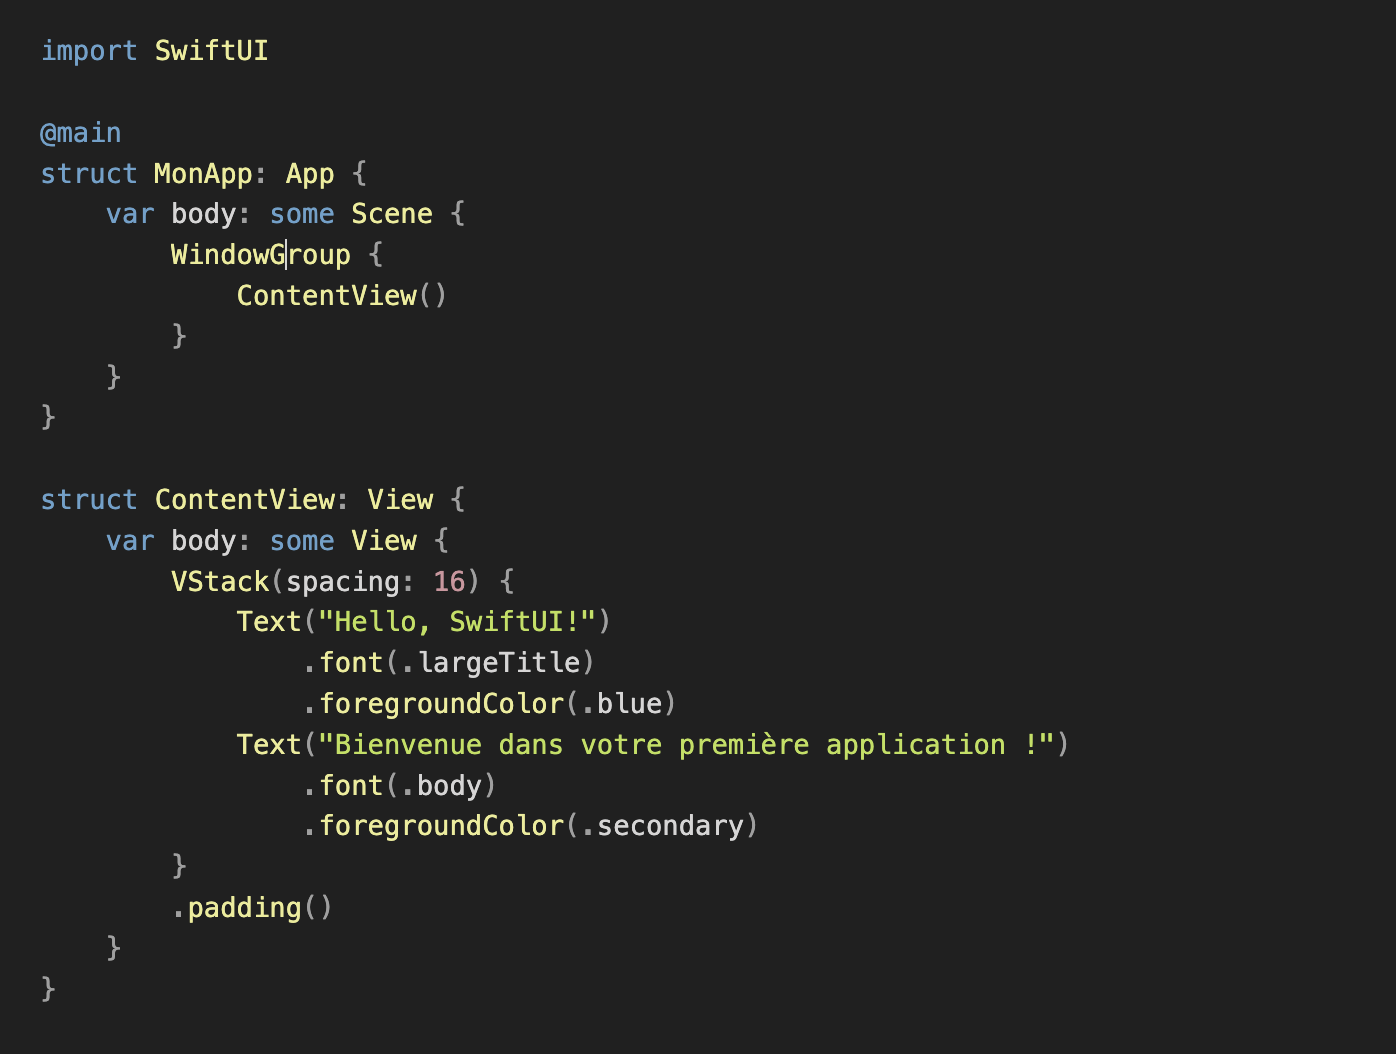 import SwiftUI

@main
struct MonApp: App {
    var body: some Scene {
        WindowGroup {
            ContentView()
        }
    }
}

struct ContentView: View {
    var body: some View {
        VStack(spacing: 16) {
            Text("Hello, SwiftUI!")
                .font(.largeTitle)
                .foregroundColor(.blue)
            Text("Bienvenue dans votre première application !")
                .font(.body)
                .foregroundColor(.secondary)
        }
        .padding()
    }
}